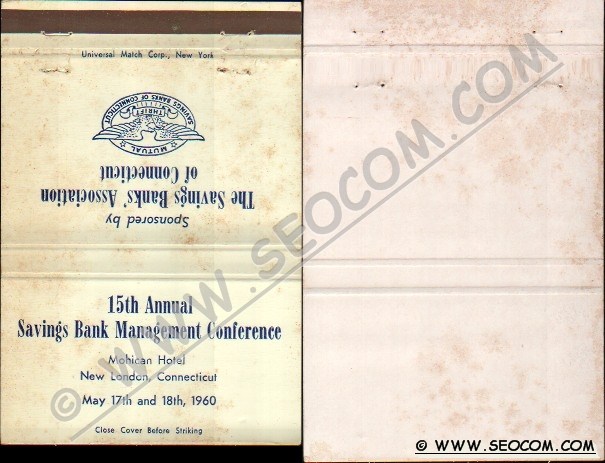 Universal Match Corp., New York
Sponsored by
The Savings Banks' Association
of Connecticut
MUTUAL
THRIFT
SAVINGS BANKS OF CONNECTICUT
15th Annual
Savings Bank Management Conference
Mohican Hotel
New London, Connecticut
May 17th and 18th, 1960
Close Cover Before Striking
© WWW.SEOCOM.COM
© WWW.SEOCOM.COM